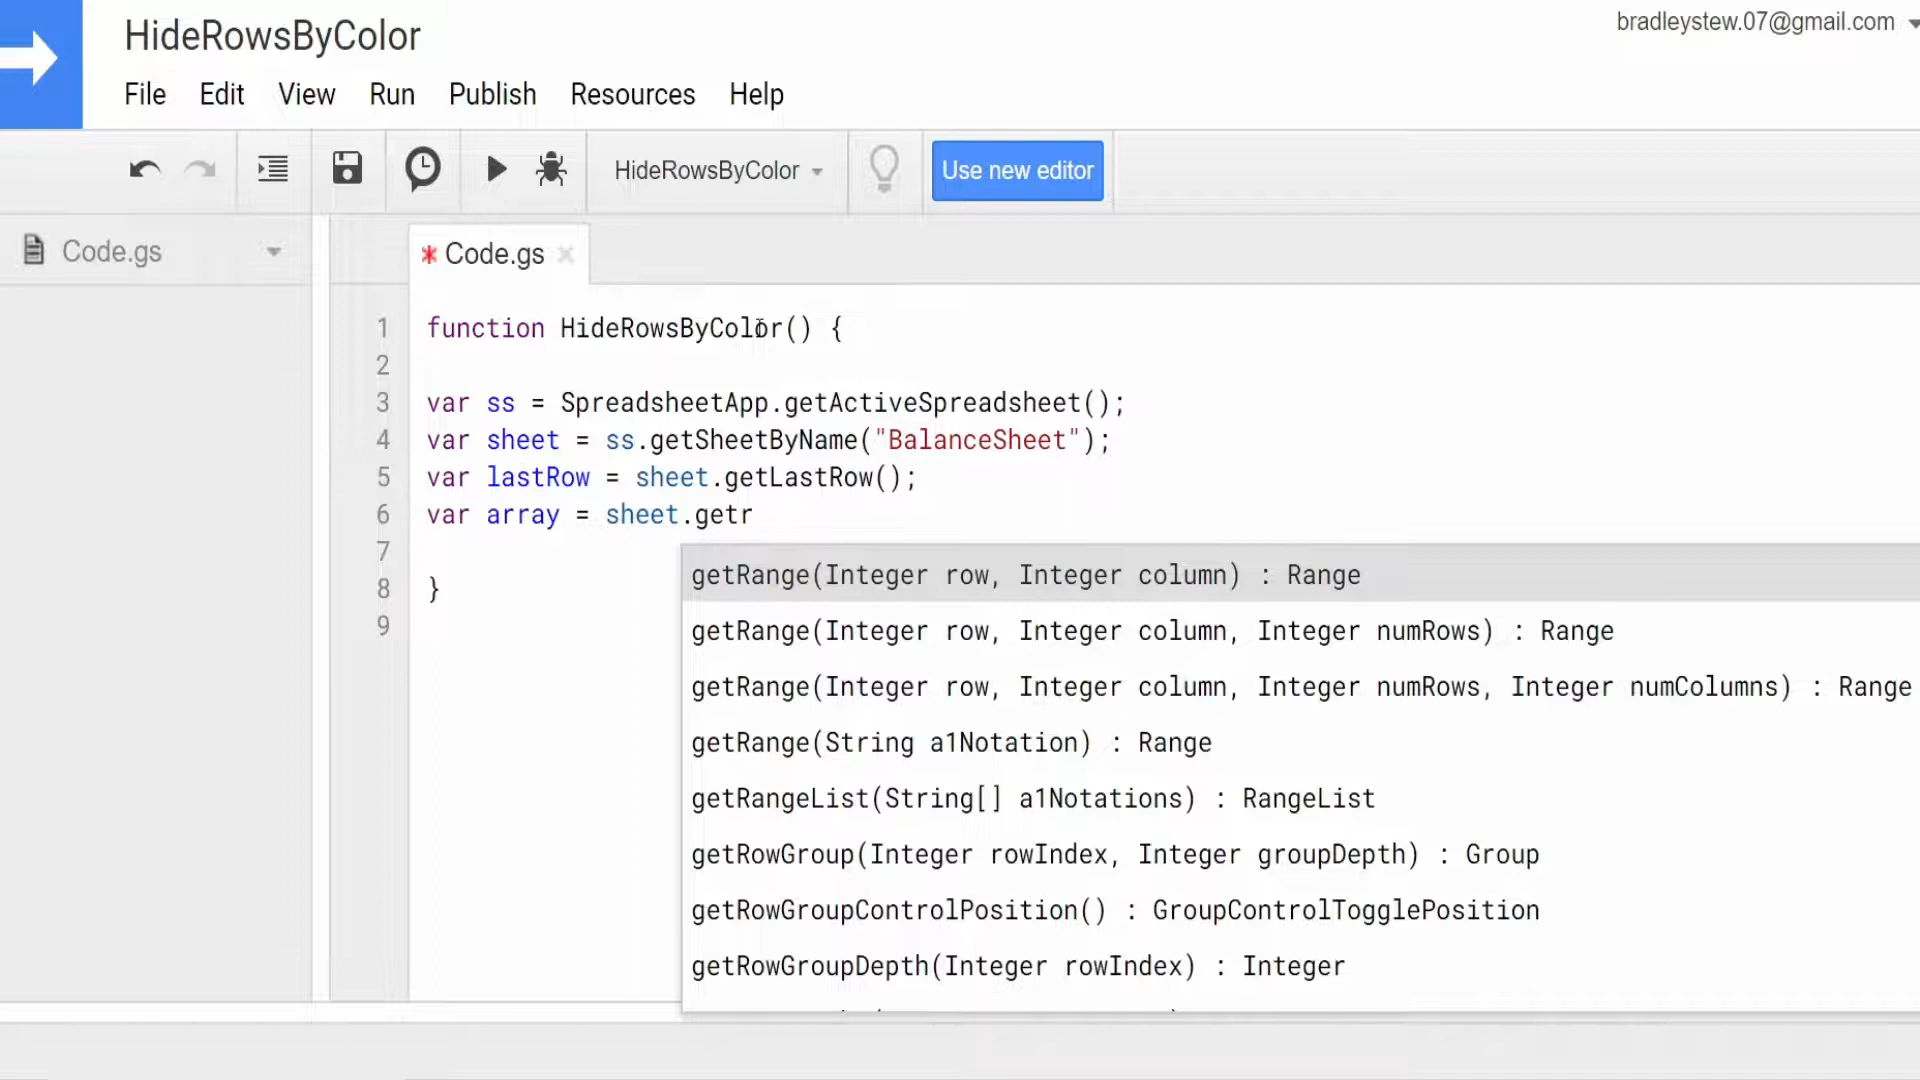 HideRowsByColor
bradleystew.07@gmail.com
File Edit View Run Publish Resources Help
HideRowsByColor
Use new editor
Code.gs
* Code.gs
1 function HideRowsByColor() {
2
3 var ss = SpreadsheetApp.getActiveSpreadsheet();
4 var sheet = ss.getSheetByName("BalanceSheet");
5 var lastRow = sheet.getLastRow();
6 var array = sheet.getr
7
8 }
9
getRange(Integer row, Integer column) : Range
getRange(Integer row, Integer column, Integer numRows) : Range
getRange(Integer row, Integer column, Integer numRows, Integer numColumns) : Range
getRange(String a1Notation) : Range
getRangeList(String[] a1Notations) : RangeList
getRowGroup(Integer rowIndex, Integer groupDepth) : Group
getRowGroupControlPosition() : GroupControlTogglePosition
getRowGroupDepth(Integer rowIndex) : Integer